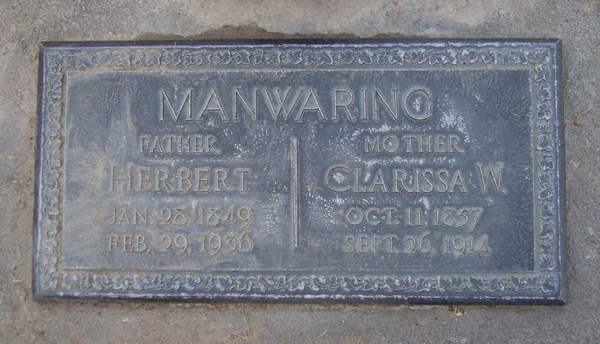 MANWARING
FATHER
HERBERT
JAN. 28, 1849
FEB. 29, 1936
MOTHER
CLARISSA W.
OCT. 11, 1857
SEPT. 26, 1914